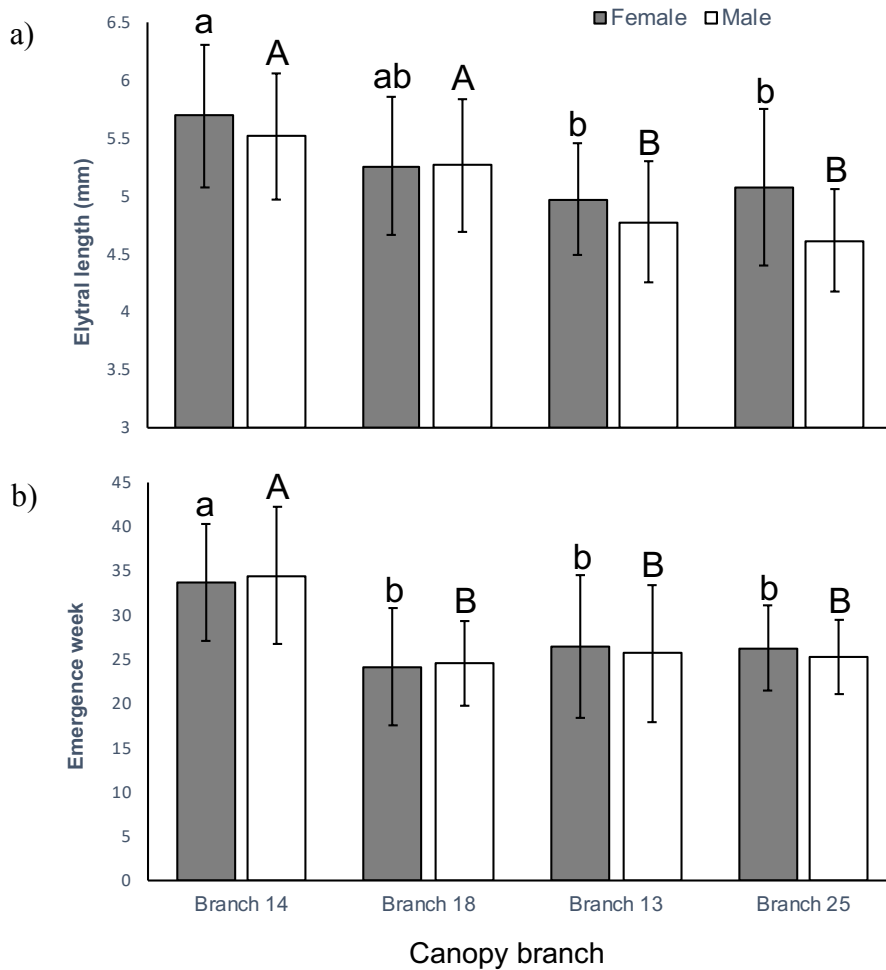 a)
Female Male
6.5
6
5.5
5
4.5
4
3.5
3
Elytral length (mm)
a A ab A b B b B
b)
45
40
35
30
25
20
15
10
5
0
Emergence week
a A b B b B b B
Branch 14 Branch 18 Branch 13 Branch 25
Canopy branch